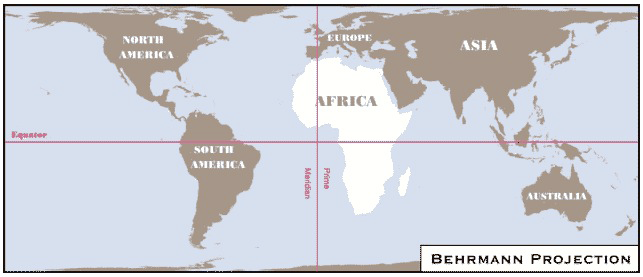 NORTH
AMERICA
EUROPE
ASIA
AFRICA
Equator
SOUTH
AMERICA
Prime
Meridian
AUSTRALIA
BEHRMANN PROJECTION